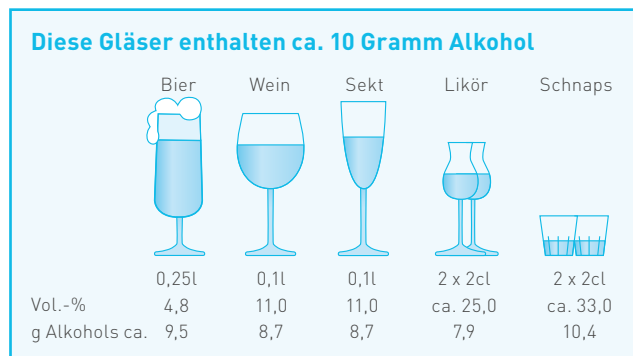 Diese Gläser enthalten ca. 10 Gramm Alkohol
Bier Wein Sekt Likör Schnaps
0,25l 0,1l 0,1l 2 x 2cl 2 x 2cl
Vol.-% 4,8 11,0 11,0 ca. 25,0 ca. 33,0
g Alkohols ca. 9,5 8,7 8,7 7,9 10,4